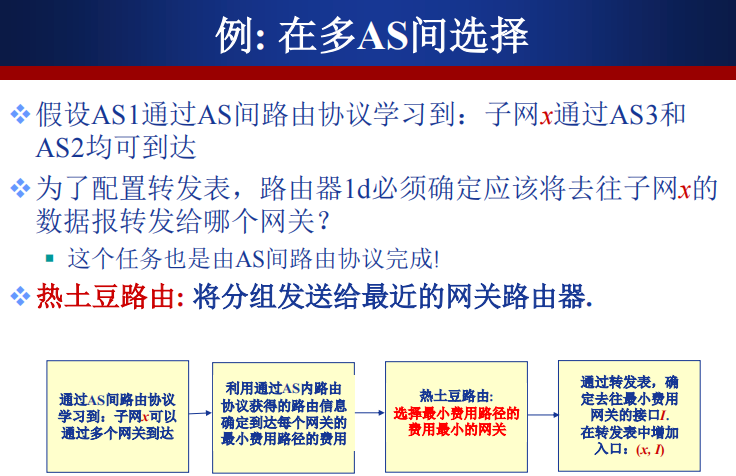 例: 在多AS间选择
假设AS1通过AS间路由协议学习到：子网x通过AS3和
AS2均可到达
为了配置转发表，路由器1d必须确定应该将去往子网x的
数据报转发给哪个网关？
这个任务也是由AS间路由协议完成!
热土豆路由: 将分组发送给最近的网关路由器.
通过AS间路由协议
学习到：子网x可以
通过多个网关到达
利用通过AS内路由
协议获得的路由信息
确定到达每个网关的
最小费用路径的费用
热土豆路由:
选择最小费用路径的
费用最小的网关
通过转发表，确
定去往最小费用
网关的接口I.
在转发表中增加
入口：(x, I)